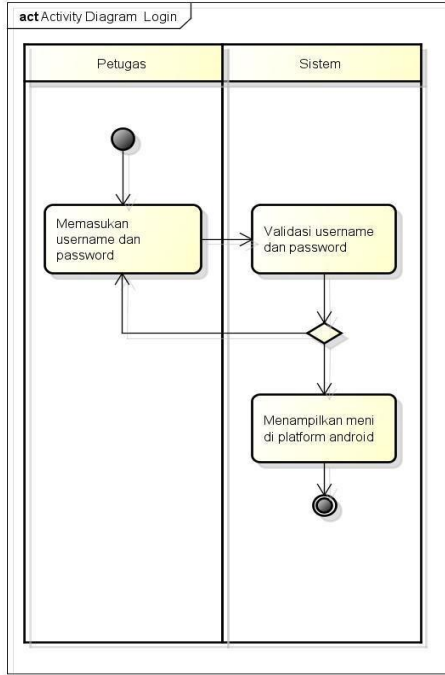 act Activity Diagram Login
Petugas
Sistem
Memasukan
username dan
password
Validasi username
dan password
Menampilkan meni
di platform android